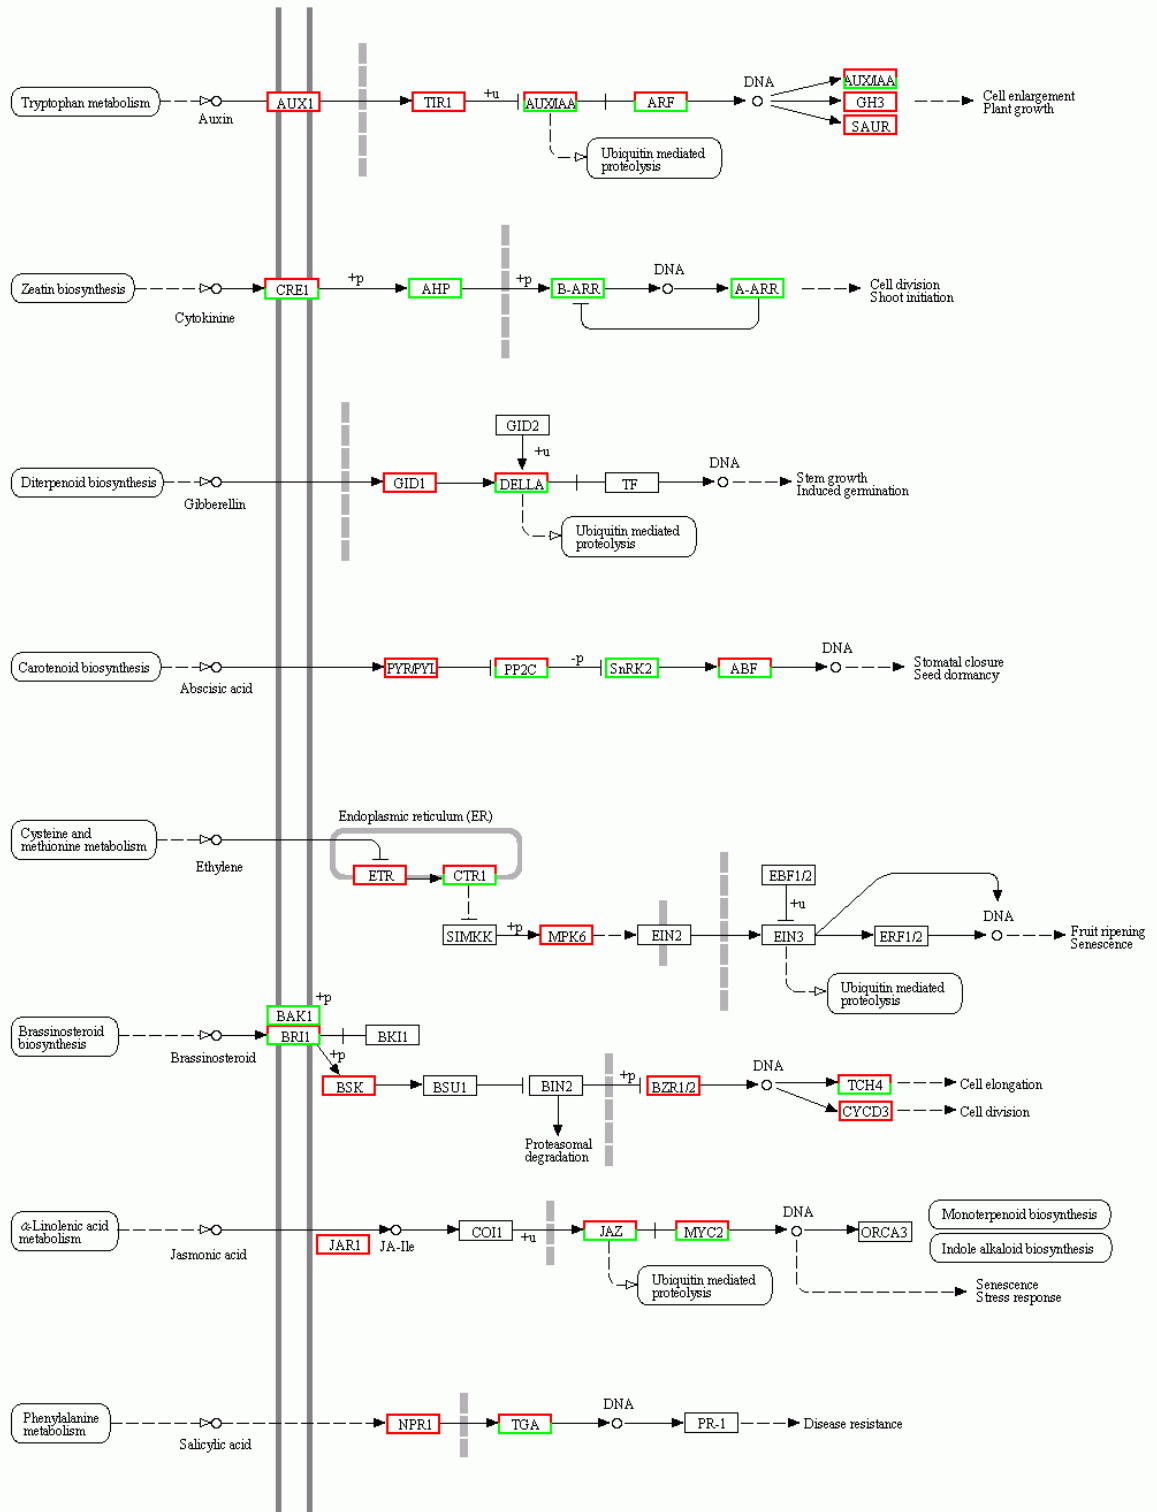 DNA
AUX/IAA
Tryptophan metabolism
Auxin
AUX1
TIR1
+u
AUX/IAA
ARF
GH3
SAUR
Cell enlargement
Plant growth
Ubiquitin mediated
proteolysis
Zeatin biosynthesis
Cytokinine
CRE1
+p
AHP
+p
B-ARR
DNA
A-ARR
Cell division
Shoot initiation
GID2
+u
Diterpenoid biosynthesis
Gibberellin
GID1
DELLA
TF
DNA
Stem growth
Induced germination
Ubiquitin mediated
proteolysis
Carotenoid biosynthesis
Abscisic acid
PYR/PYL
PP2C
-p
SnRK2
ABF
DNA
Stomatal closure
Seed dormancy
Endoplasmic reticulum (ER)
Cysteine and
methionine metabolism
Ethylene
ETR
CTR1
EBF1/2
+u
SIMKK
+p
MPK6
EIN2
EIN3
ERF1/2
DNA
Fruit ripening
Senescence
Ubiquitin mediated
proteolysis
Brassinosteroid
biosynthesis
Brassinosteroid
+p
BAK1
BRI1
BKI1
+p
BSK
BSU1
BIN2
+p
BZR1/2
DNA
TCH4
Cell elongation
CYCD3
Cell division
Proteasomal
degradation
α-Linolenic acid
metabolism
Jasmonic acid
JAR1
JA-Ile
COI1
+u
JAZ
MYC2
DNA
ORCA3
Monoterpenoid biosynthesis
Indole alkaloid biosynthesis
Ubiquitin mediated
proteolysis
Senescence
Stress response
Phenylalanine
metabolism
Salicylic acid
NPR1
TGA
DNA
PR-1
Disease resistance